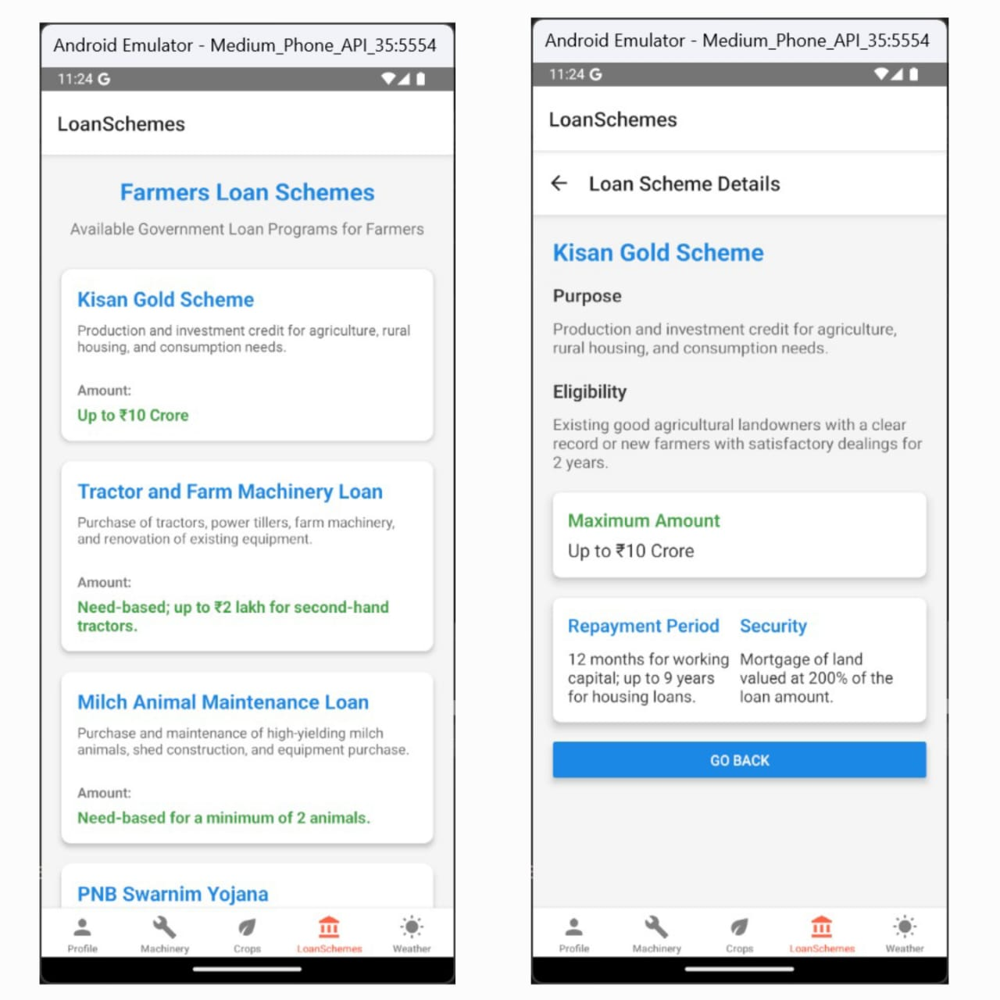 Android Emulator - Medium_Phone_API_35:5554
11:24 G
LoanSchemes
Farmers Loan Schemes
Available Government Loan Programs for Farmers
Kisan Gold Scheme
Production and investment credit for agriculture, rural
housing, and consumption needs.
Amount:
Up to ₹10 Crore
Tractor and Farm Machinery Loan
Purchase of tractors, power tillers, farm machinery,
and renovation of existing equipment.
Amount:
Need-based; up to ₹2 lakh for second-hand
tractors.
Milch Animal Maintenance Loan
Purchase and maintenance of high-yielding milch
animals, shed construction, and equipment purchase.
Amount:
Need-based for a minimum of 2 animals.
PNB Swarnim Yojana
Profile Machinery Crops LoanSchemes Weather
Android Emulator - Medium_Phone_API_35:5554
11:24 G
LoanSchemes
Loan Scheme Details
Kisan Gold Scheme
Purpose
Production and investment credit for agriculture,
rural housing, and consumption needs.
Eligibility
Existing good agricultural landowners with a clear
record or new farmers with satisfactory dealings for
2 years.
Maximum Amount
Up to ₹10 Crore
Repayment Period
12 months for working
capital; up to 9 years
for housing loans.
Security
Mortgage of land
valued at 200% of the
loan amount.
GO BACK
Profile Machinery Crops LoanSchemes Weather